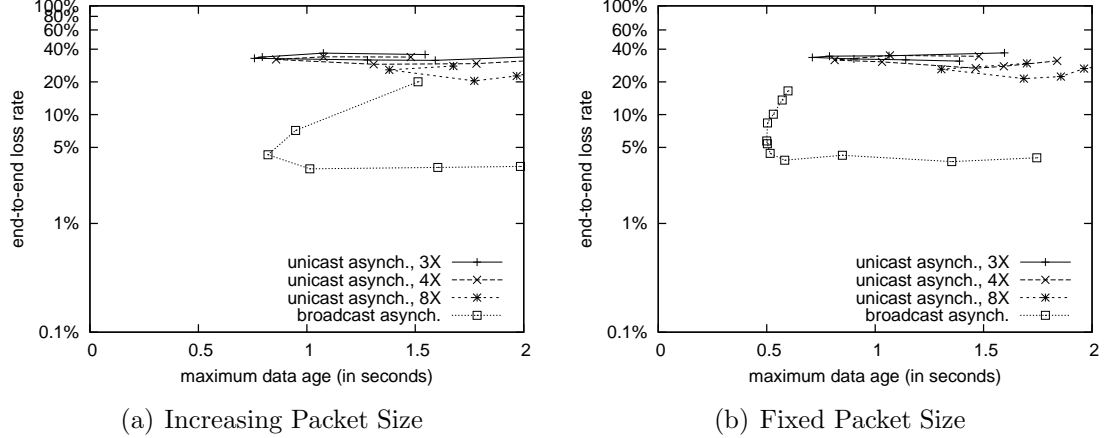 100%
80%
60%
40%
20%
10%
5%
1%
0.1%
end-to-end loss rate
0 0.5 1 1.5 2
maximum data age (in seconds)
unicast asynch., 3X
unicast asynch., 4X
unicast asynch., 8X
broadcast asynch.
(a) Increasing Packet Size
100%
80%
60%
40%
20%
10%
5%
1%
0.1%
end-to-end loss rate
0 0.5 1 1.5 2
maximum data age (in seconds)
unicast asynch., 3X
unicast asynch., 4X
unicast asynch., 8X
broadcast asynch.
(b) Fixed Packet Size